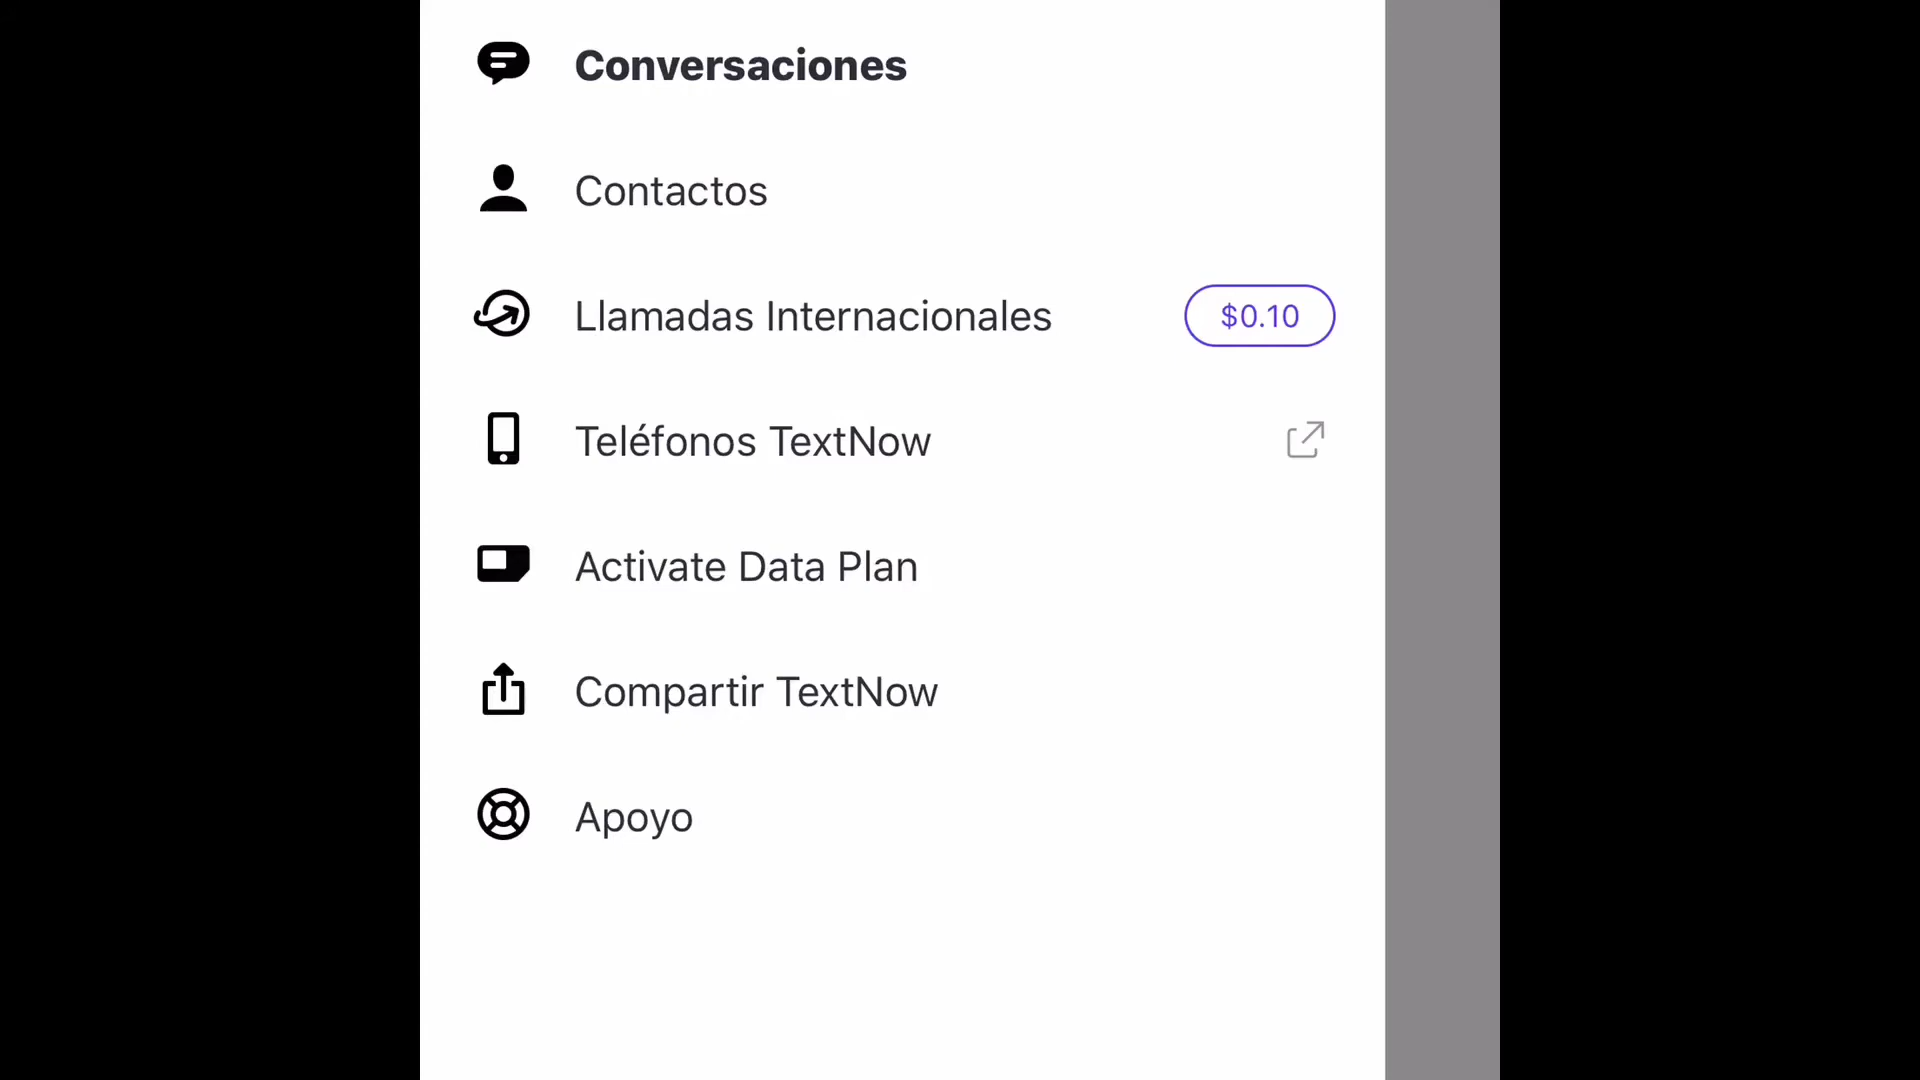 Conversaciones
Contactos
Llamadas Internacionales $0.10
Teléfonos TextNow
Activate Data Plan
Compartir TextNow
Apoyo